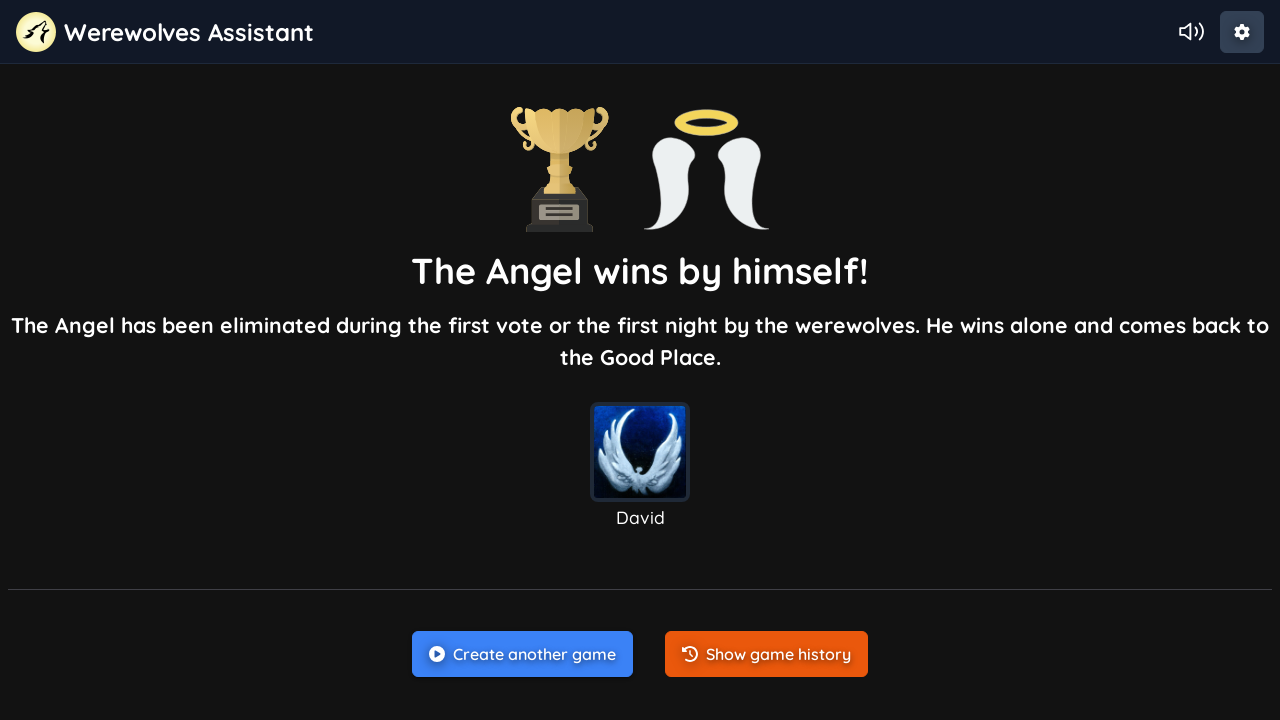 Werewolves Assistant
The Angel wins by himself!
The Angel has been eliminated during the first vote or the first night by the werewolves. He wins alone and comes back to
the Good Place.
David
Create another game
Show game history